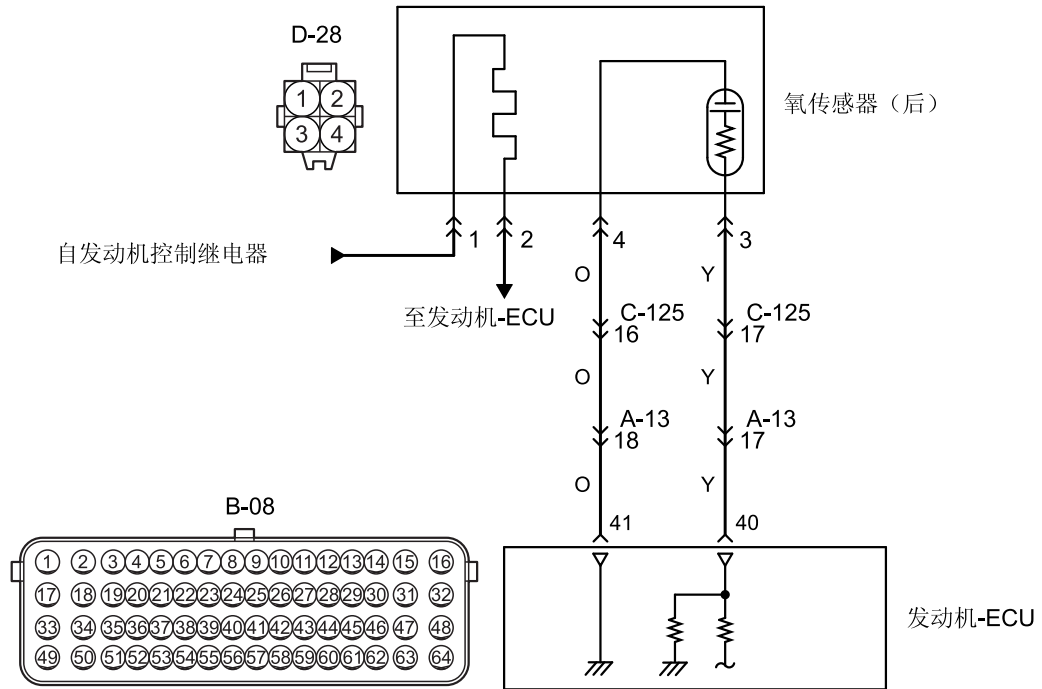 D-28
1 2
3 4
氧传感器（后）
自发动机控制继电器
1 2 4 3
至发动机-ECU
O Y
C-125 C-125
16 17
O Y
A-13 A-13
18 17
O Y
41 40
B-08
1 2 3 4 5 6 7 8 9 10 11 12 13 14 15 16
17 18 19 20 21 22 23 24 25 26 27 28 29 30 31 32
33 34 35 36 37 38 39 40 41 42 43 44 45 46 47 48
49 50 51 52 53 54 55 56 57 58 59 60 61 62 63 64
发动机-ECU